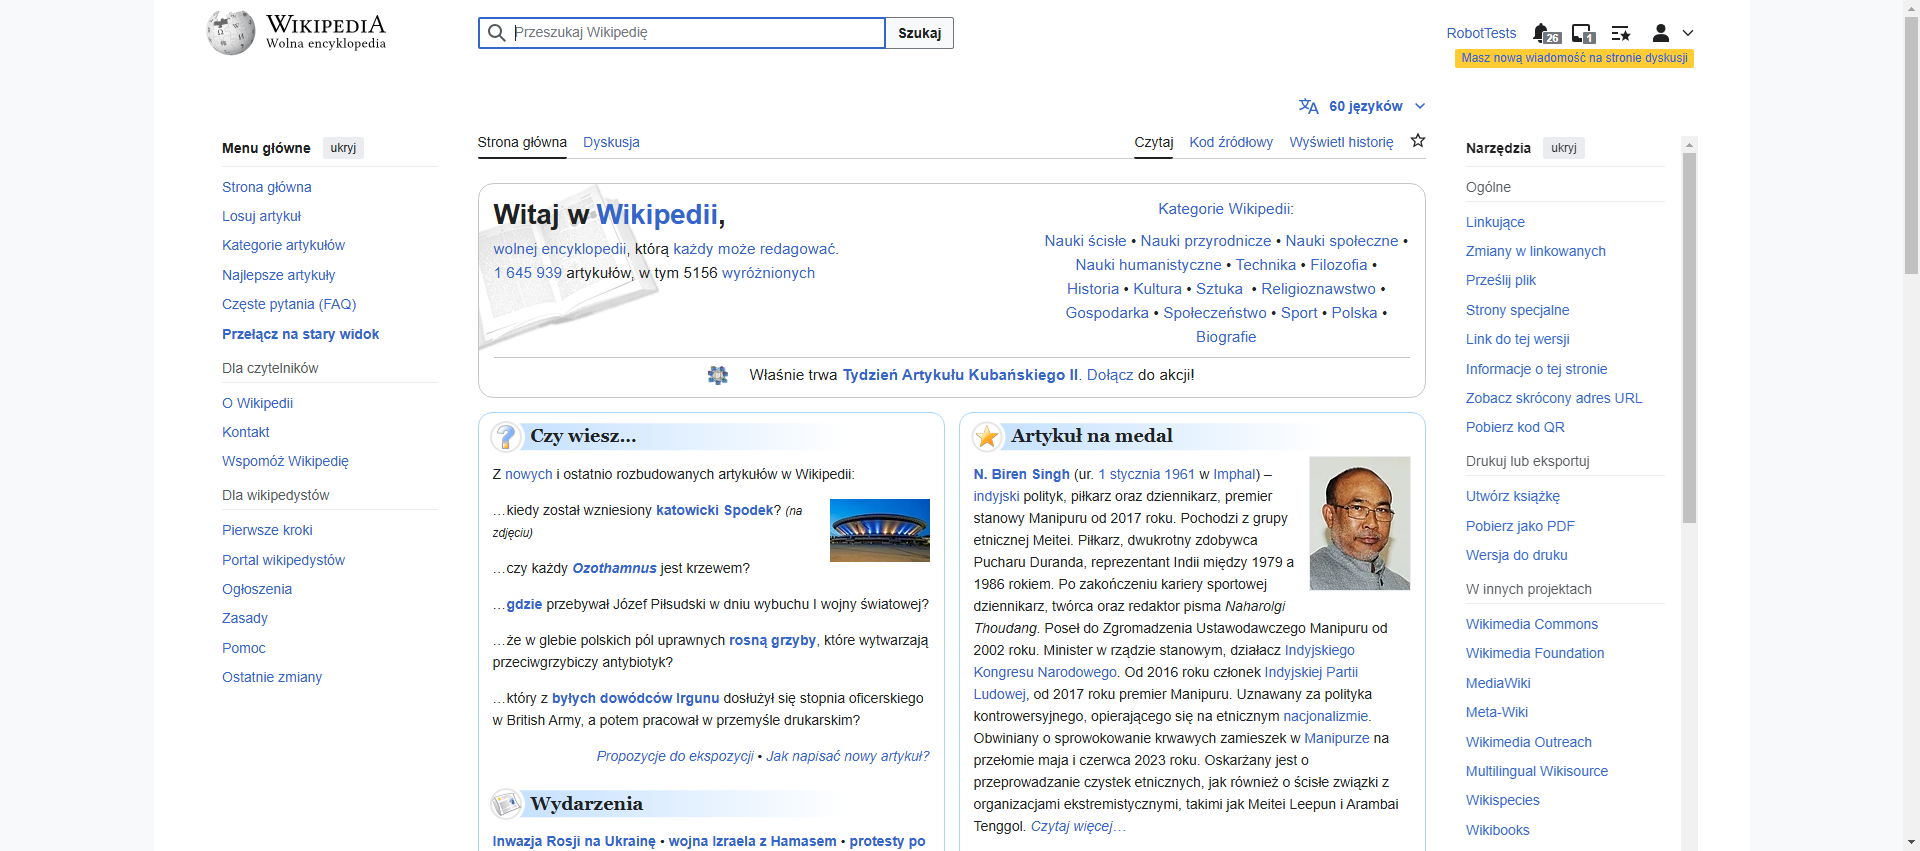 WIKIPEDIA
Wolna encyklopedia
Przeszukaj Wikipedię
Szukaj
RobotTests
26
1
Masz nową wiadomość na stronie dyskusji
60 języków
Menu główne
ukryj
Strona główna
Losuj artykuł
Kategorie artykułów
Najlepsze artykuły
Częste pytania (FAQ)
Przełącz na stary widok
Dla czytelników
O Wikipedii
Kontakt
Wspomóż Wikipedię
Dla wikipedystów
Pierwsze kroki
Portal wikipedystów
Ogłoszenia
Zasady
Pomoc
Ostatnie zmiany
Strona główna
Dyskusja
Czytaj
Kod źródłowy
Wyświetl historię
Witaj w Wikipedii,
wolnej encyklopedii, którą każdy może redagować.
1 645 939 artykułów, w tym 5156 wyróżnionych
Kategorie Wikipedii:
Nauki ścisłe • Nauki przyrodnicze • Nauki społeczne •
Nauki humanistyczne • Technika • Filozofia •
Historia • Kultura • Sztuka • Religioznawstwo •
Gospodarka • Społeczeństwo • Sport • Polska •
Biografie
Właśnie trwa Tydzień Artykułu Kubańskiego II. Dołącz do akcji!
Czy wiesz...
Z nowych i ostatnio rozbudowanych artykułów w Wikipedii:
…kiedy został wzniesiony katowicki Spodek? (na
zdjęciu)
…czy każdy Ozothamnus jest krzewem?
…gdzie przebywał Józef Piłsudski w dniu wybuchu I wojny światowej?
…że w glebie polskich pól uprawnych rosną grzyby, które wytwarzają
przeciwgrzybiczy antybiotyk?
…który z byłych dowódców Irgunu dosłużył się stopnia oficerskiego
w British Army, a potem pracował w przemyśle drukarskim?
Propozycje do ekspozycji • Jak napisać nowy artykuł?
Wydarzenia
Inwazja Rosji na Ukrainę • wojna Izraela z Hamasem • protesty po
Artykuł na medal
N. Biren Singh (ur. 1 stycznia 1961 w Imphal) –
indyjski polityk, piłkarz oraz dziennikarz, premier
stanowy Manipuru od 2017 roku. Pochodzi z grupy
etnicznej Meitei. Piłkarz, dwukrotny zdobywca
Pucharu Duranda, reprezentant Indii między 1979 a
1986 rokiem. Po zakończeniu kariery sportowej
dziennikarz, twórca oraz redaktor pisma Naharolgi
Thoudang. Poseł do Zgromadzenia Ustawodawczego Manipuru od
2002 roku. Minister w rządzie stanowym, działacz Indyjskiego
Kongresu Narodowego. Od 2016 roku członek Indyjskiej Partii
Ludowej, od 2017 roku premier Manipuru. Uznawany za polityka
kontrowersyjnego, opierającego się na etnicznym nacjonalizmie.
Obwiniany o sprowokowanie krwawych zamieszek w Manipurze na
przełomie maja i czerwca 2023 roku. Oskarżany jest o
przeprowadzanie czystek etnicznych, jak również o ścisłe związki z
organizacjami ekstremistycznymi, takimi jak Meitei Leepun i Arambai
Tenggol. Czytaj więcej…
Narzędzia
ukryj
Ogólne
Linkujące
Zmiany w linkowanych
Prześlij plik
Strony specjalne
Link do tej wersji
Informacje o tej stronie
Zobacz skrócony adres URL
Pobierz kod QR
Drukuj lub eksportuj
Utwórz książkę
Pobierz jako PDF
Wersja do druku
W innych projektach
Wikimedia Commons
Wikimedia Foundation
MediaWiki
Meta-Wiki
Wikimedia Outreach
Multilingual Wikisource
Wikispecies
Wikibooks